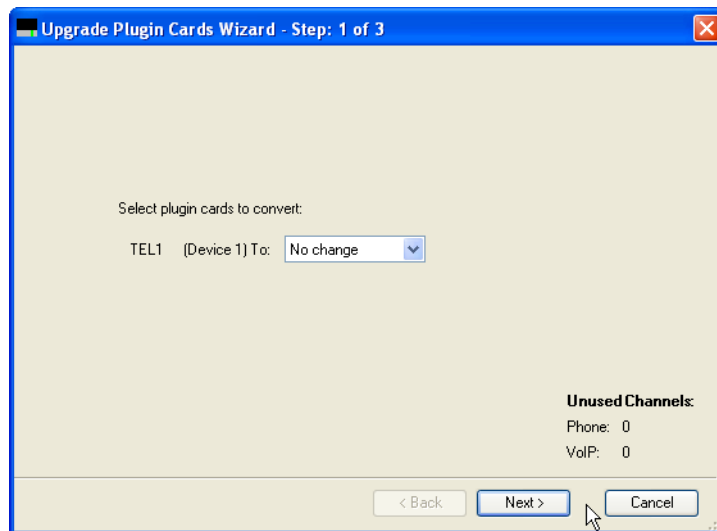 Upgrade Plugin Cards Wizard - Step: 1 of 3
Select plugin cards to convert:
TEL1 (Device 1) To: No change
Unused Channels:
Phone: 0
VoIP: 0
< Back Next > Cancel